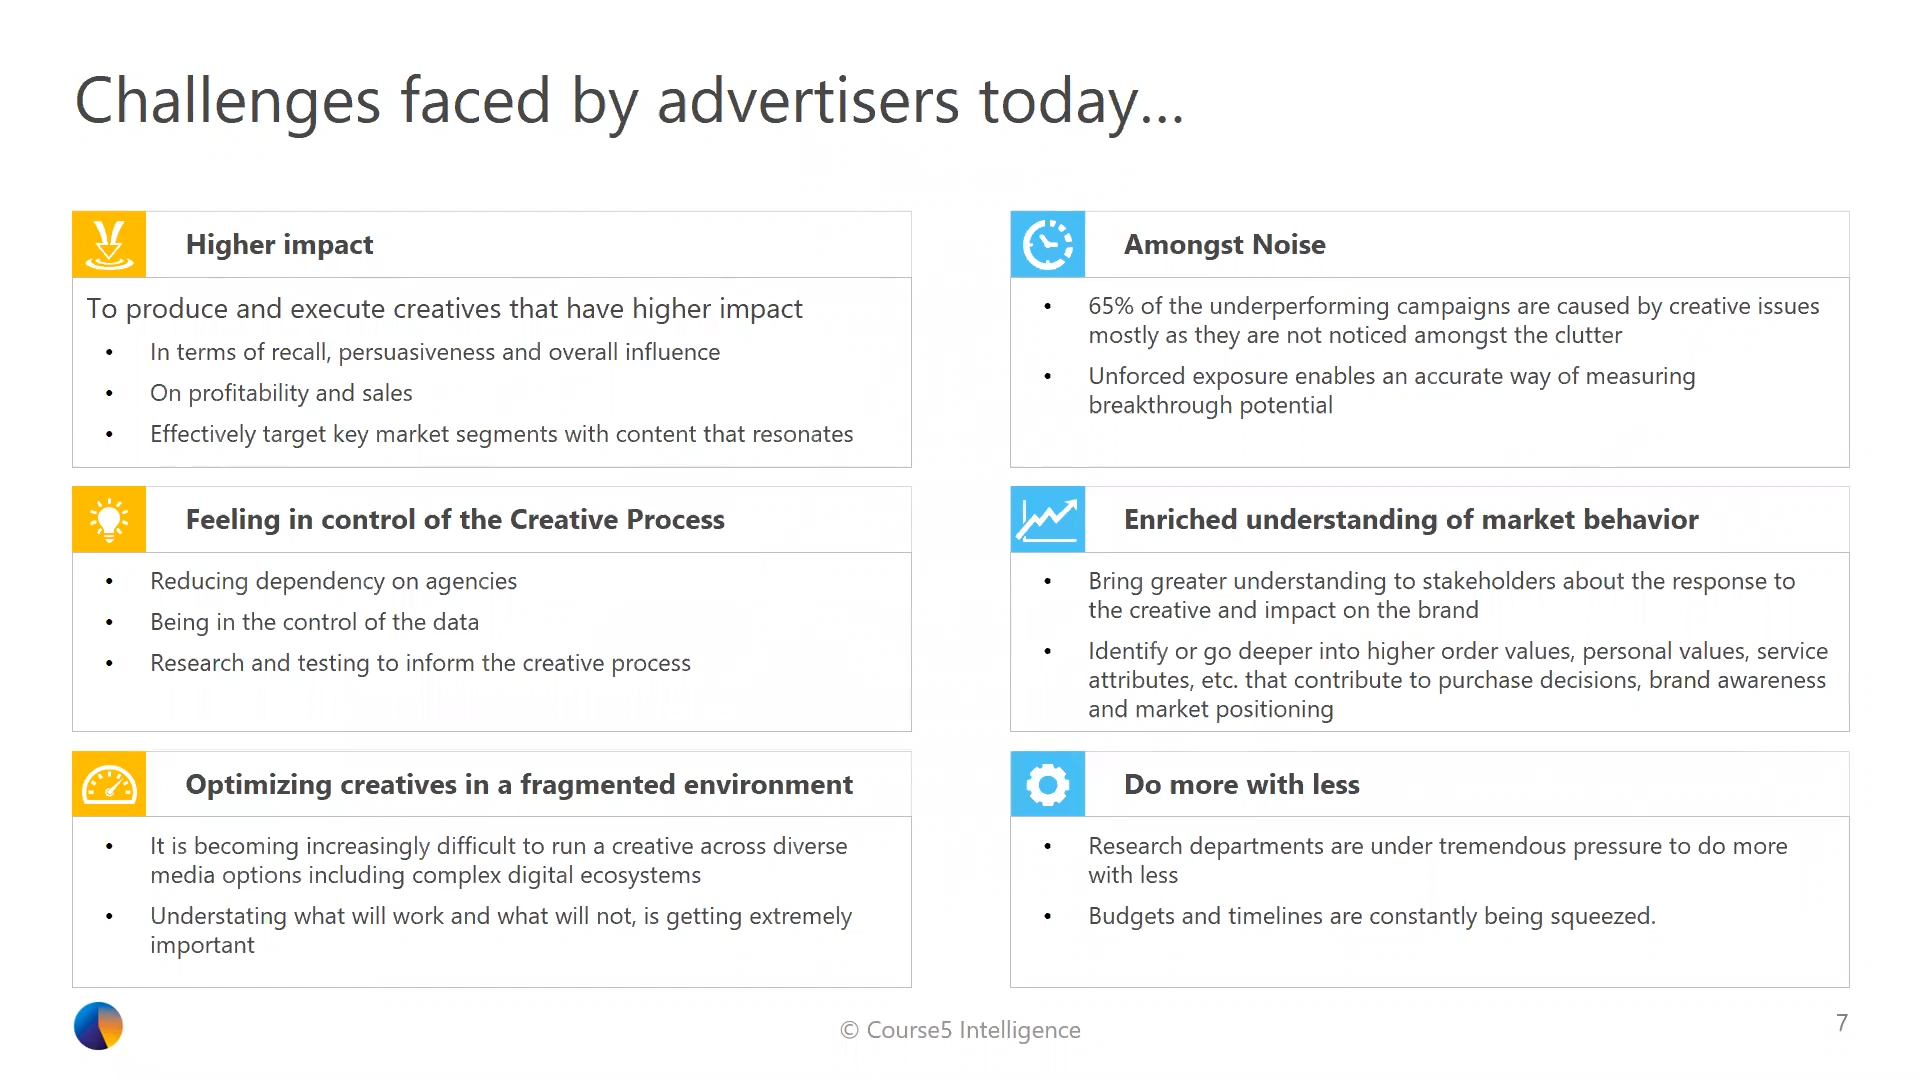 Challenges faced by advertisers today...
Higher impact
To produce and execute creatives that have higher impact
• In terms of recall, persuasiveness and overall influence
• On profitability and sales
• Effectively target key market segments with content that resonates
Amongst Noise
• 65% of the underperforming campaigns are caused by creative issues
mostly as they are not noticed amongst the clutter
• Unforced exposure enables an accurate way of measuring
breakthrough potential
Feeling in control of the Creative Process
• Reducing dependency on agencies
• Being in the control of the data
• Research and testing to inform the creative process
Enriched understanding of market behavior
• Bring greater understanding to stakeholders about the response to
the creative and impact on the brand
• Identify or go deeper into higher order values, personal values, service
attributes, etc. that contribute to purchase decisions, brand awareness
and market positioning
Optimizing creatives in a fragmented environment
• It is becoming increasingly difficult to run a creative across diverse
media options including complex digital ecosystems
• Understating what will work and what will not, is getting extremely
important
Do more with less
• Research departments are under tremendous pressure to do more
with less
• Budgets and timelines are constantly being squeezed.
© Course5 Intelligence
7